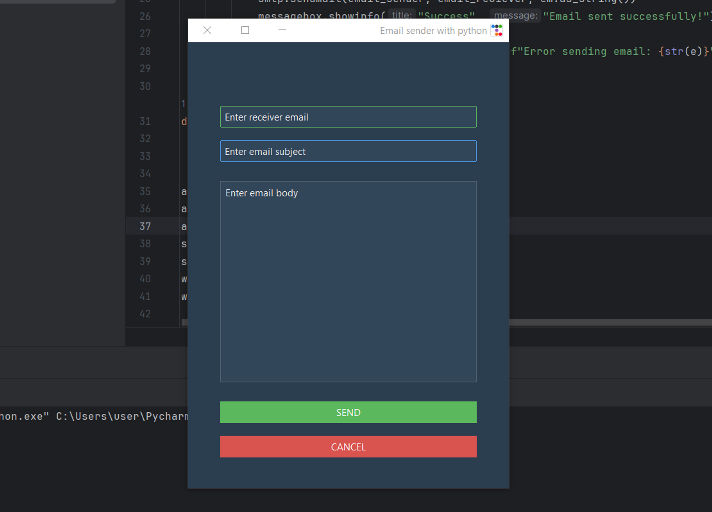 26 messagebox.showinfo( title: "Success", message: "Email sent successfully!")
Email sender with python
27
28 f"Error sending email: {str(e)}"
29
30
Enter receiver email
31 d
32
Enter email subject
33
34
35 a
Enter email body
36 a
37 a
38 s
39 s
40 w
41 w
42
SEND
hon.exe" C:\Users\user\Pycharm
CANCEL